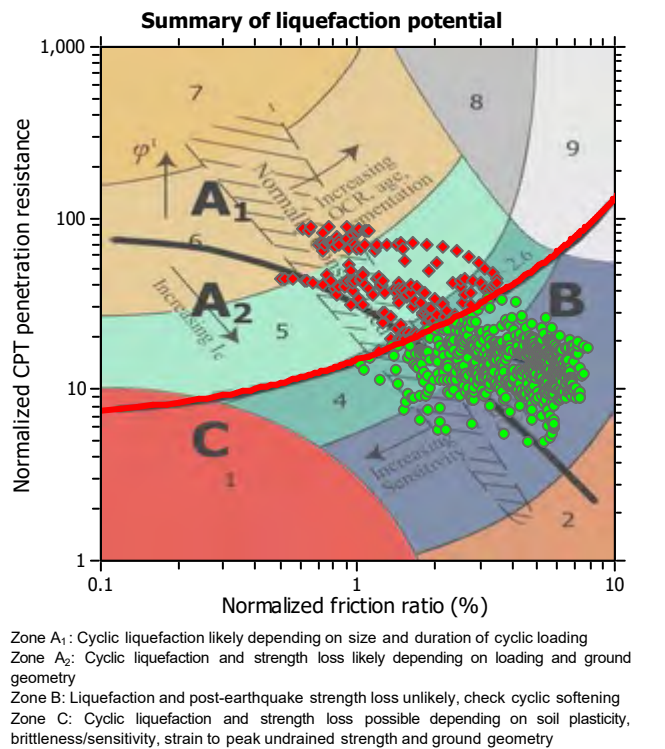 Summary of liquefaction potential
1,000
100
10
1
Normalized CPT penetration resistance
7
8
9
φ'
A1
Increasing
OCR, age,
6
A2
Increasing Ic
5
2.6
B
4
C
1
Increasing
Sensitivity
2
0.1
1
10
Normalized friction ratio (%)
Zone A1: Cyclic liquefaction likely depending on size and duration of cyclic loading
Zone A2: Cyclic liquefaction and strength loss likely depending on loading and ground
geometry
Zone B: Liquefaction and post-earthquake strength loss unlikely, check cyclic softening
Zone C: Cyclic liquefaction and strength loss possible depending on soil plasticity,
brittleness/sensitivity, strain to peak undrained strength and ground geometry